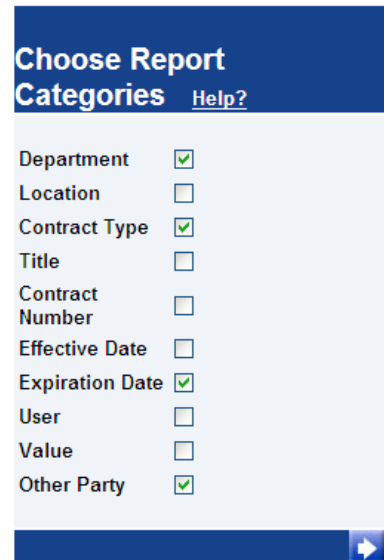 Choose Report
Categories Help?
Department
Location
Contract Type
Title
Contract
Number
Effective Date
Expiration Date
User
Value
Other Party